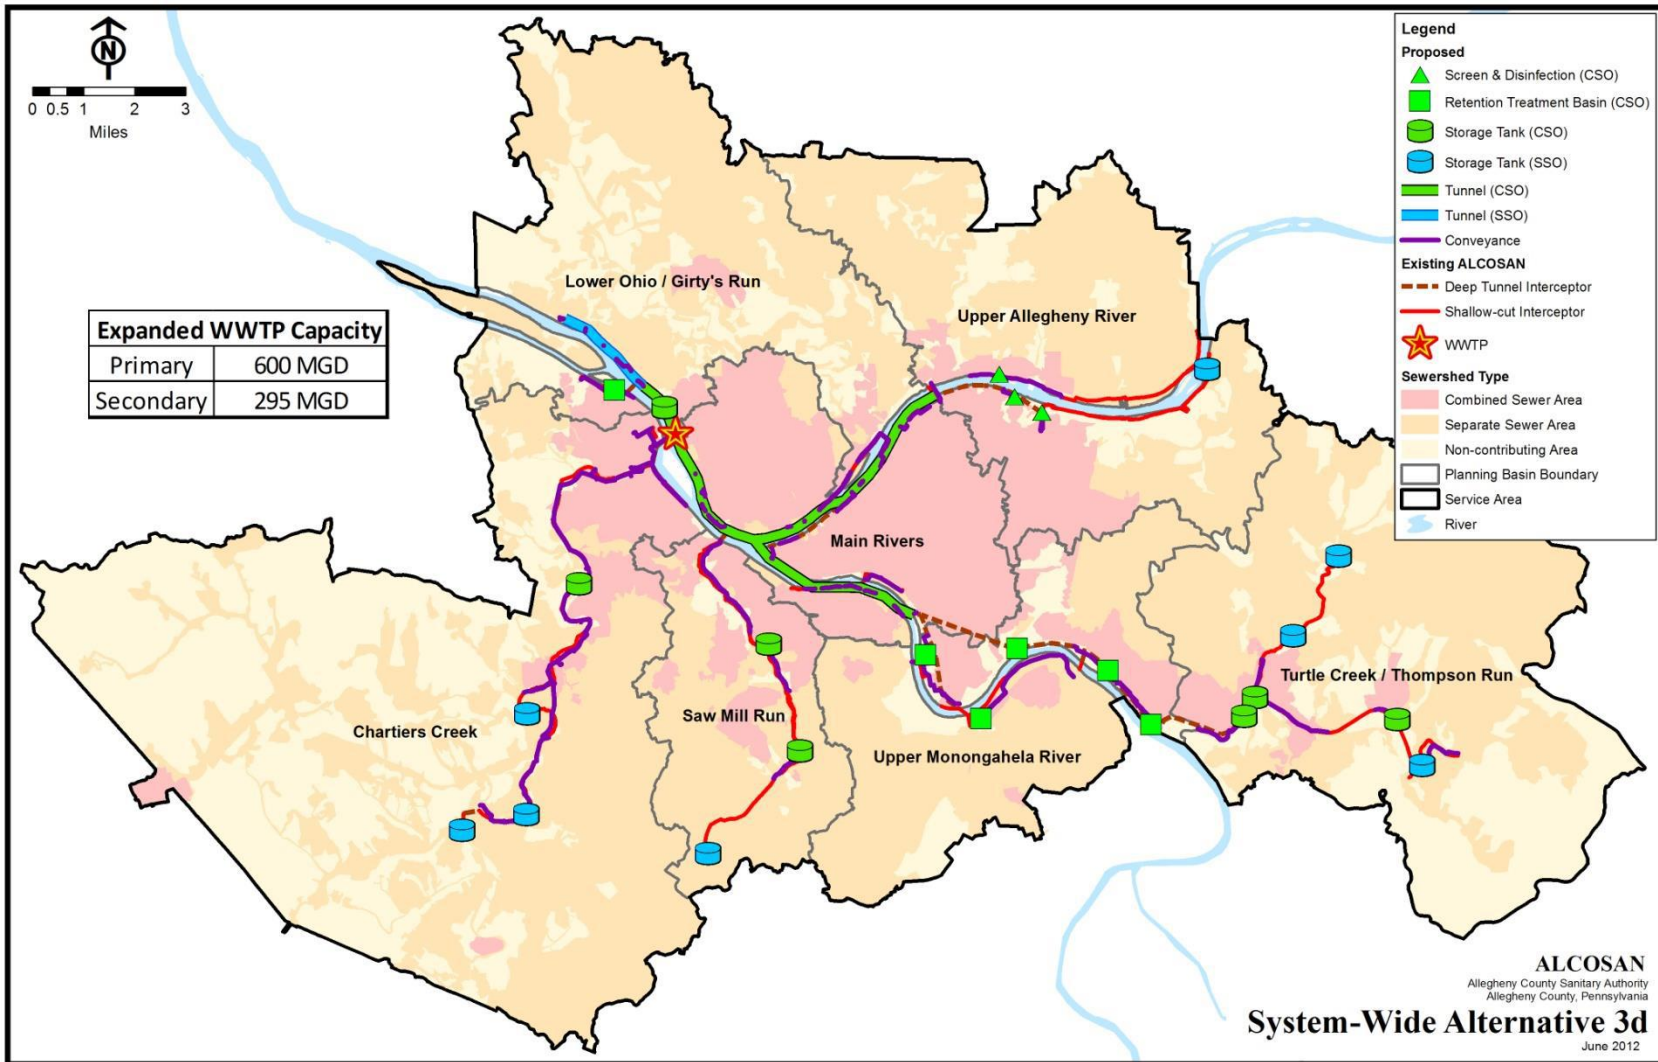 N
0 0.5 1 2 3
Miles
Legend
Proposed
Screen & Disinfection (CSO)
Retention Treatment Basin (CSO)
Storage Tank (CSO)
Storage Tank (SSO)
Tunnel (CSO)
Tunnel (SSO)
Conveyance
Existing ALCOSAN
Deep Tunnel Interceptor
Shallow-cut Interceptor
WWTP
Sewershed Type
Combined Sewer Area
Separate Sewer Area
Non-contributing Area
Planning Basin Boundary
Service Area
River
Lower Ohio / Girty's Run
Upper Allegheny River
Expanded WWTP Capacity
Primary 600 MGD
Secondary 295 MGD
Main Rivers
Turtle Creek / Thompson Run
Chartiers Creek
Saw Mill Run
Upper Monongahela River
ALCOSAN
Allegheny County Sanitary Authority
Allegheny County, Pennsylvania
System-Wide Alternative 3d
June 2012